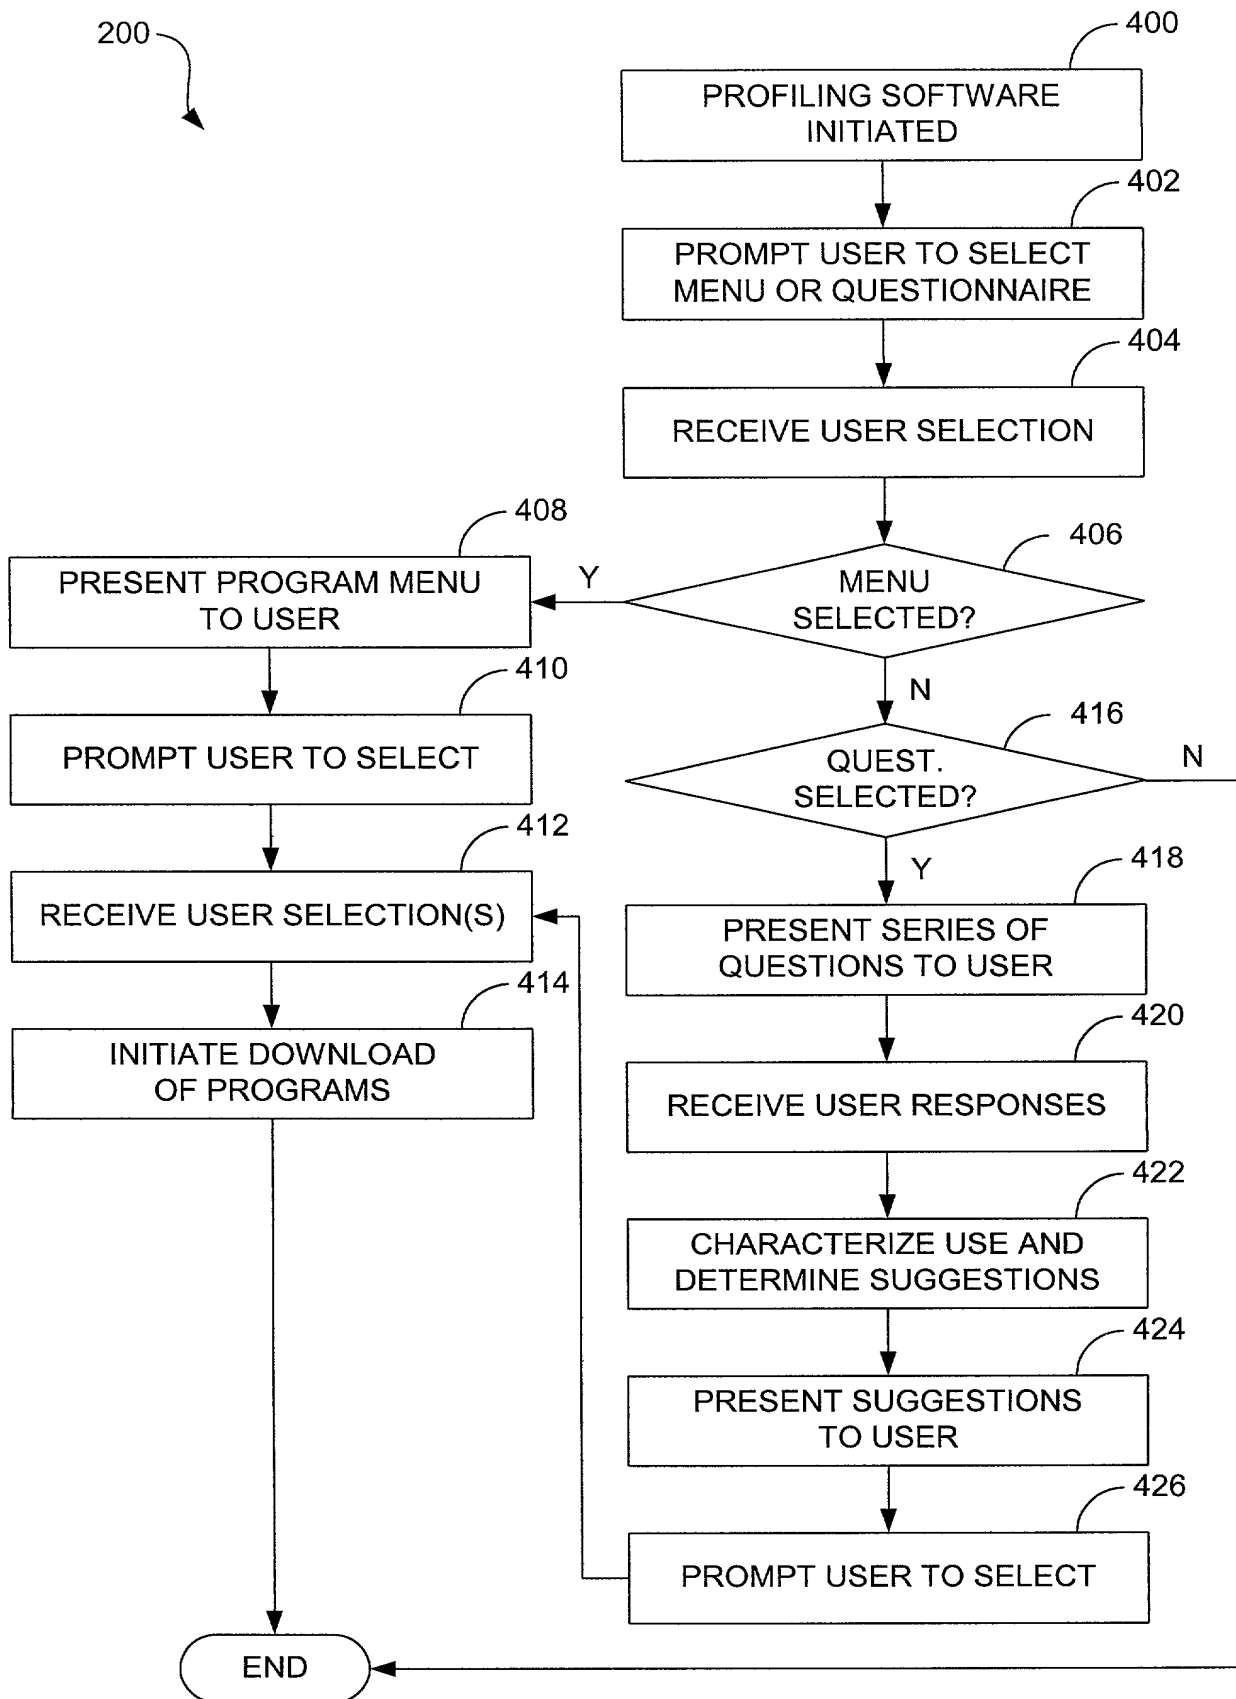 200
400
PROFILING SOFTWARE
INITIATED
402
PROMPT USER TO SELECT
MENU OR QUESTIONNAIRE
404
RECEIVE USER SELECTION
406
MENU
SELECTED?
Y
N
408
PRESENT PROGRAM MENU
TO USER
410
PROMPT USER TO SELECT
412
RECEIVE USER SELECTION(S)
414
INITIATE DOWNLOAD
OF PROGRAMS
416
QUEST.
SELECTED?
N
Y
418
PRESENT SERIES OF
QUESTIONS TO USER
420
RECEIVE USER RESPONSES
422
CHARACTERIZE USE AND
DETERMINE SUGGESTIONS
424
PRESENT SUGGESTIONS
TO USER
426
PROMPT USER TO SELECT
END